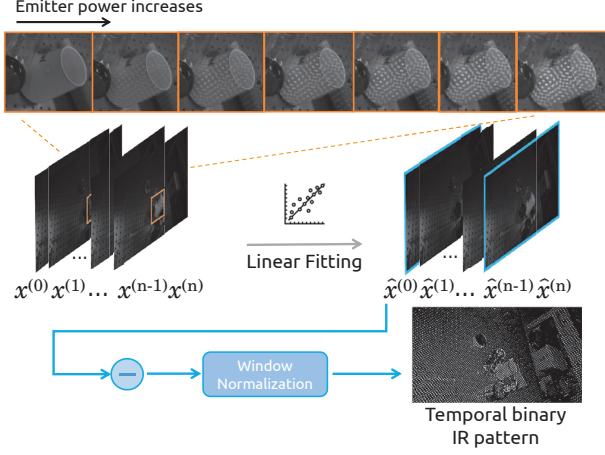 Emitter power increases
x⁽⁰⁾ x⁽¹⁾ ... x⁽ⁿ⁻¹⁾ x⁽ⁿ⁾
Linear Fitting
x̂⁽⁰⁾ x̂⁽¹⁾ ... x̂⁽ⁿ⁻¹⁾ x̂⁽ⁿ⁾
Window
Normalization
Temporal binary
IR pattern